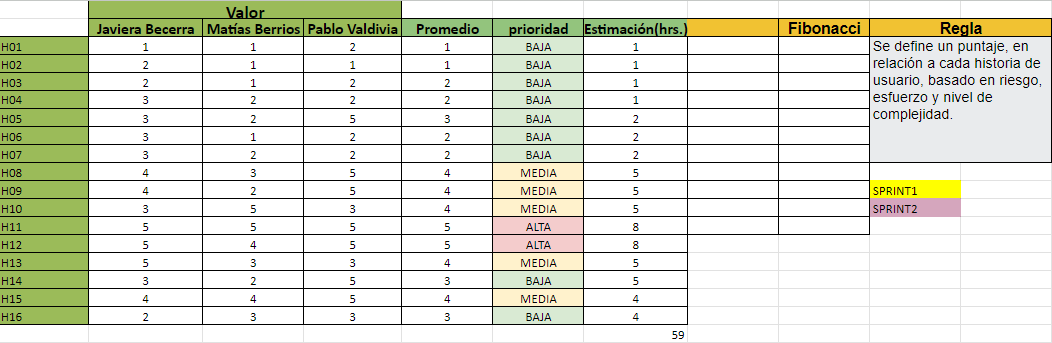 Valor
Javiera Becerra Matías Berrios Pablo Valdivia Promedio prioridad Estimación(hrs.) Fibonacci Regla
H01 1 1 2 1 BAJA 1
H02 2 1 1 1 BAJA 1
H03 2 1 2 2 BAJA 1
H04 3 2 2 2 BAJA 1
H05 3 2 5 3 BAJA 2
H06 3 1 2 2 BAJA 2
H07 3 2 2 2 BAJA 2
H08 4 3 5 4 MEDIA 5
H09 4 2 5 4 MEDIA 5
H10 3 5 3 4 MEDIA 5
H11 5 5 5 5 ALTA 8
H12 5 4 5 5 ALTA 8
H13 5 3 3 4 MEDIA 5
H14 3 2 5 3 BAJA 5
H15 4 4 5 4 MEDIA 4
H16 2 3 3 3 BAJA 4
59
Se define un puntaje, en
relación a cada historia de
usuario, basado en riesgo,
esfuerzo y nivel de
complejidad.
SPRINT1
SPRINT2